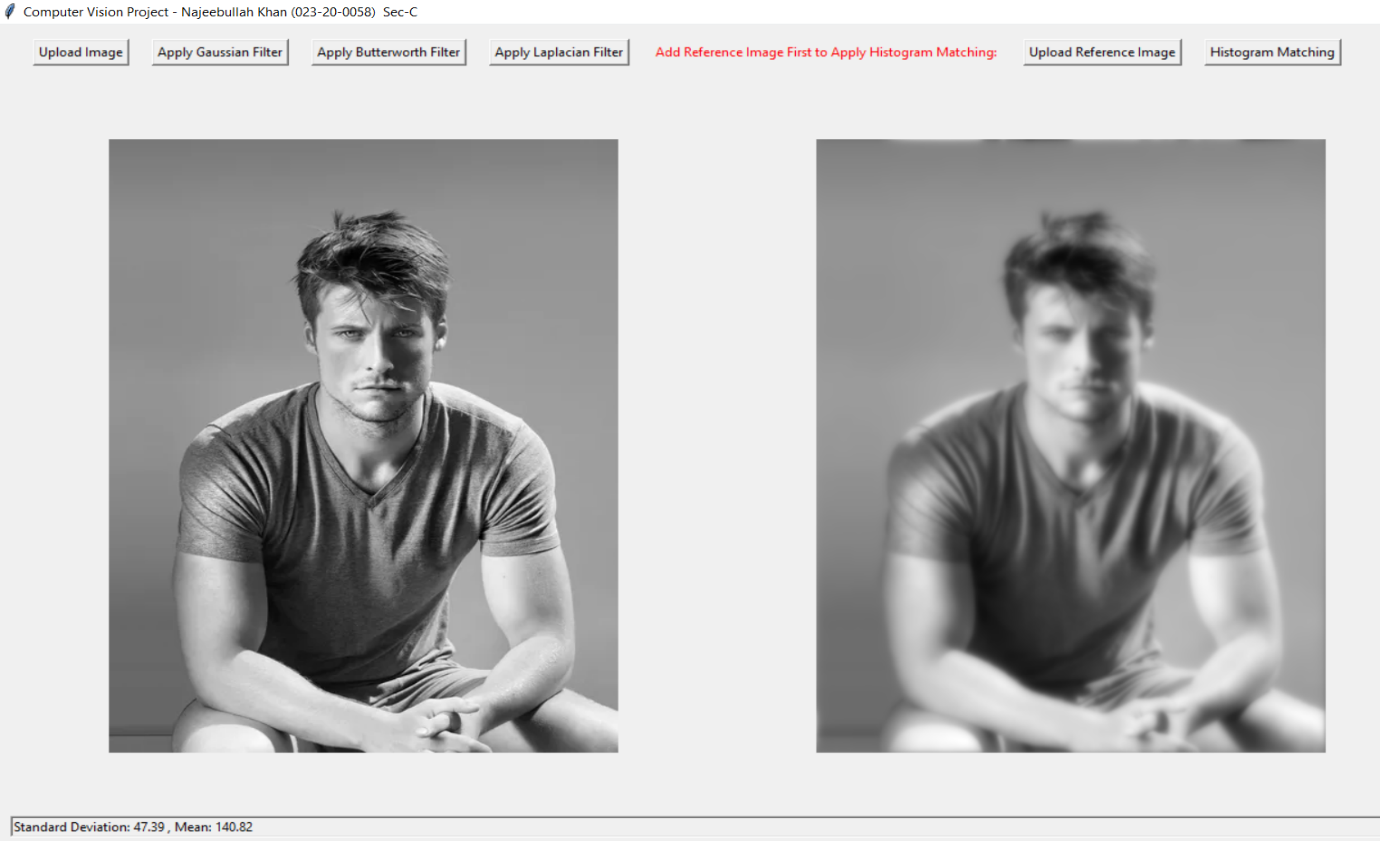 Computer Vision Project - Najeebullah Khan (023-20-0058)  Sec-C
Upload Image Apply Gaussian Filter Apply Butterworth Filter Apply Laplacian Filter Add Reference Image First to Apply Histogram Matching: Upload Reference Image Histogram Matching
Standard Deviation: 47.39 , Mean: 140.82